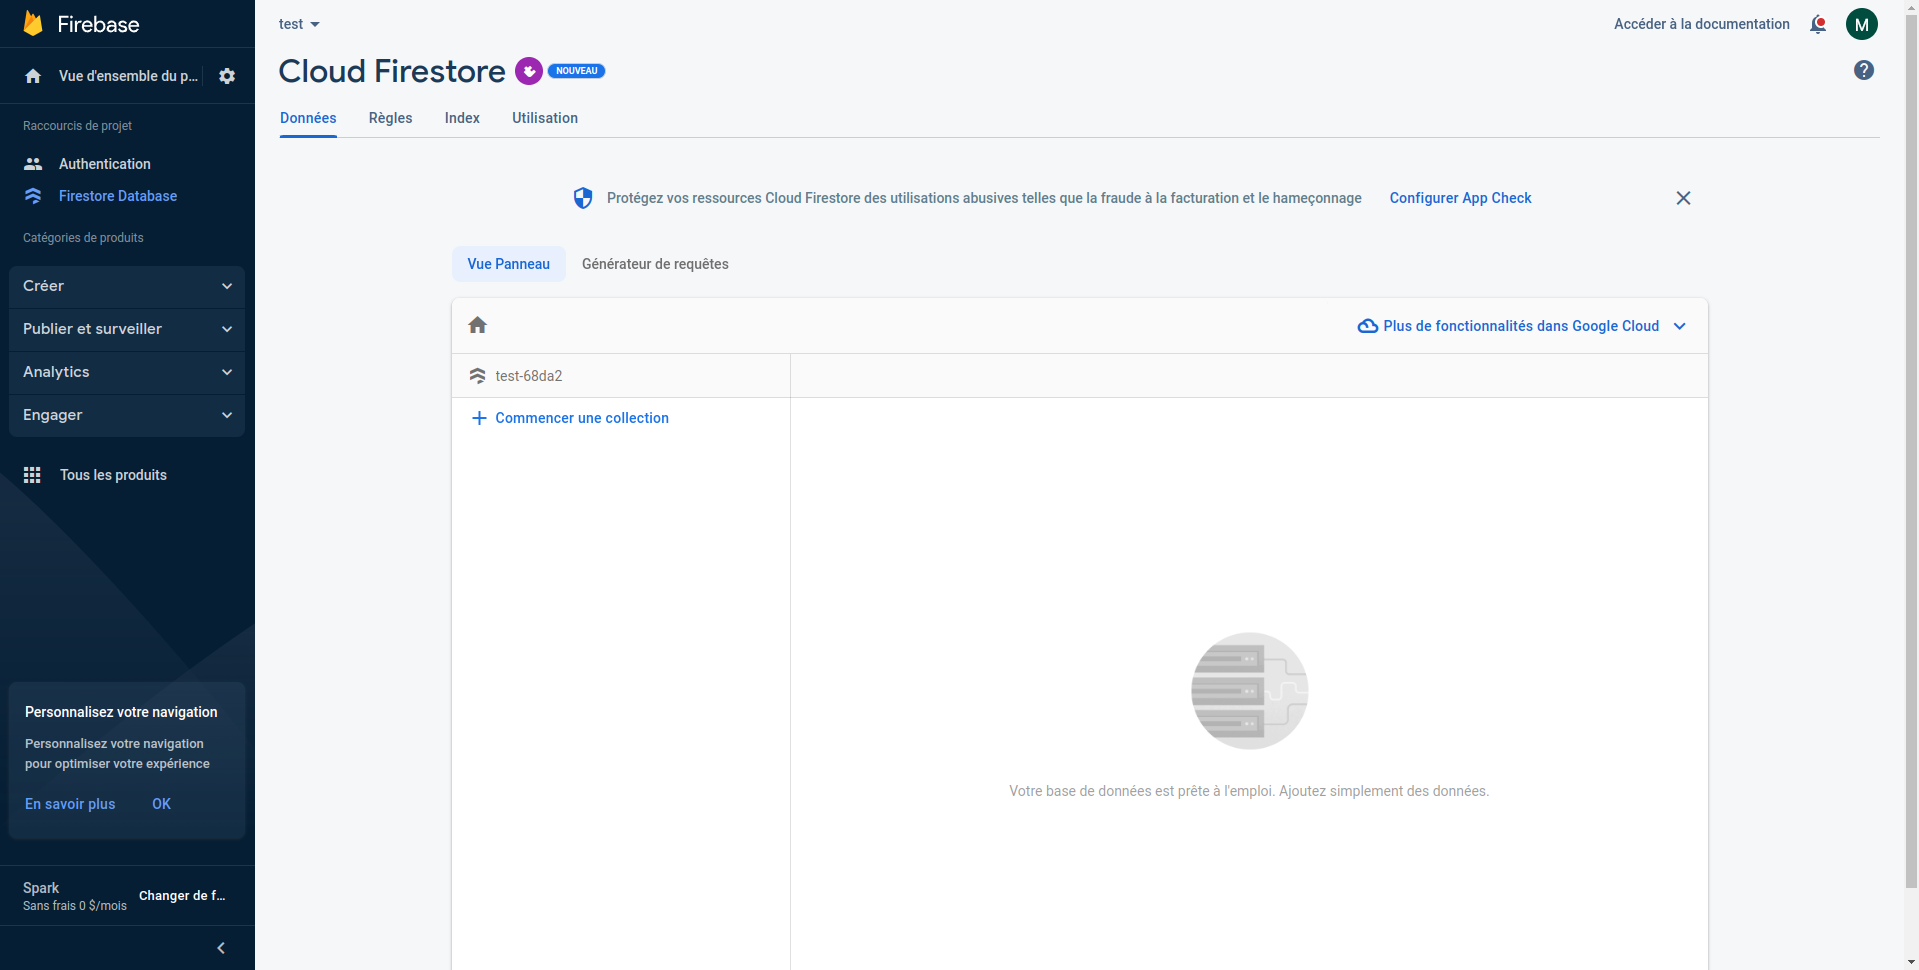 Firebase
Vue d'ensemble du p...
Raccourcis de projet
Authentication
Firestore Database
Catégories de produits
Créer
Publier et surveiller
Analytics
Engager
Tous les produits
Personnalisez votre navigation
Personnalisez votre navigation
pour optimiser votre expérience
En savoir plus OK
Spark
Sans frais 0 $/mois
Changer de f...
test
Accéder à la documentation
M
Cloud Firestore NOUVEAU
Données Règles Index Utilisation
Protégez vos ressources Cloud Firestore des utilisations abusives telles que la fraude à la facturation et le hameçonnage Configurer App Check
Vue Panneau Générateur de requêtes
Plus de fonctionnalités dans Google Cloud
test-68da2
Commencer une collection
Votre base de données est prête à l'emploi. Ajoutez simplement des données.